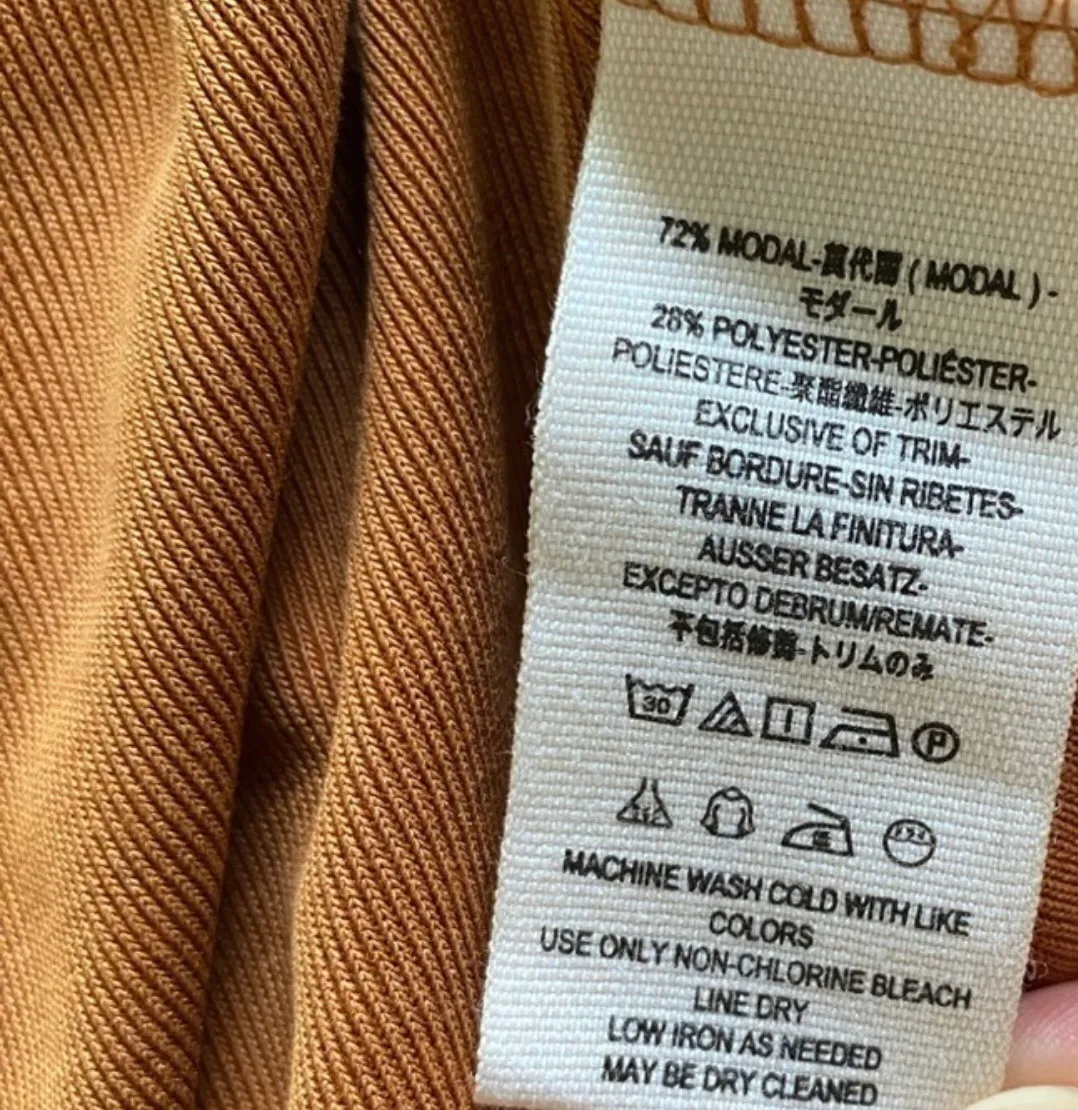 72% MODAL-莫代爾 ( MODAL ) -
モダール
28% POLYESTER-POLIÉSTER-
POLIESTERE-聚酯纖維-ポリエステル
EXCLUSIVE OF TRIM-
SAUF BORDURE-SIN RIBETES-
TRANNE LA FINITURA-
AUSSER BESATZ-
EXCEPTO DEBRUM/REMATE-
不包括修剪-トリムのみ
30 P
MACHINE WASH COLD WITH LIKE
COLORS
USE ONLY NON-CHLORINE BLEACH
LINE DRY
LOW IRON AS NEEDED
MAY BE DRY CLEANED